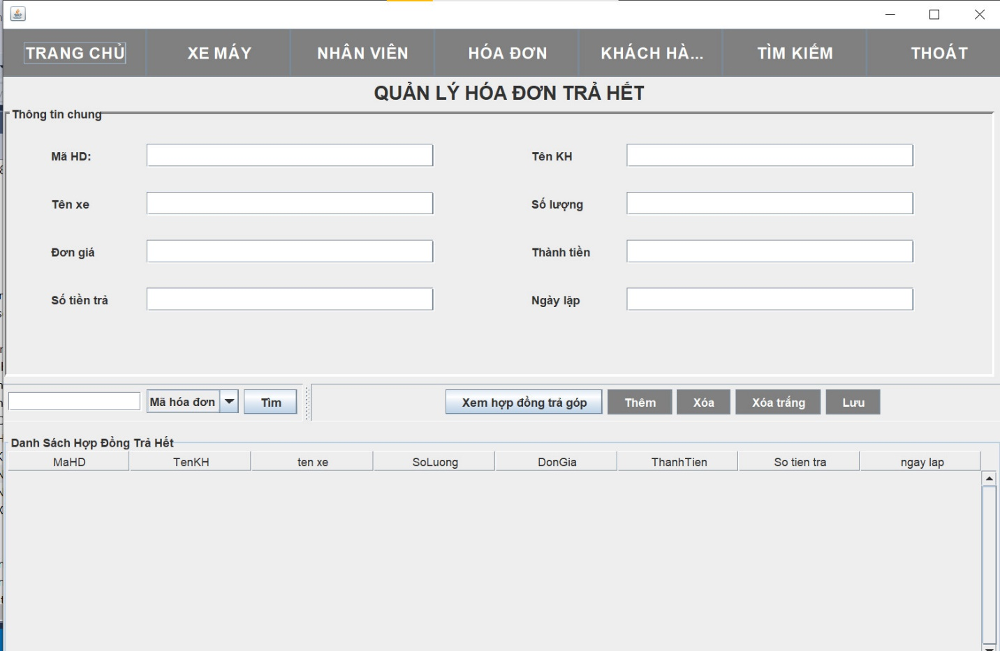 TRANG CHỦ XE MÁY NHÂN VIÊN HÓA ĐƠN KHÁCH HÀ... TÌM KIẾM THOÁT
QUẢN LÝ HÓA ĐƠN TRẢ HẾT
Thông tin chung
Mã HD: Tên KH
Tên xe Số lượng
Đơn giá Thành tiền
Số tiền trả Ngày lập
Mã hóa đơn Tìm Xem hợp đồng trả góp Thêm Xóa Xóa trắng Lưu
Danh Sách Hợp Đồng Trả Hết
MaHD TenKH ten xe SoLuong DonGia ThanhTien So tien tra ngay lap